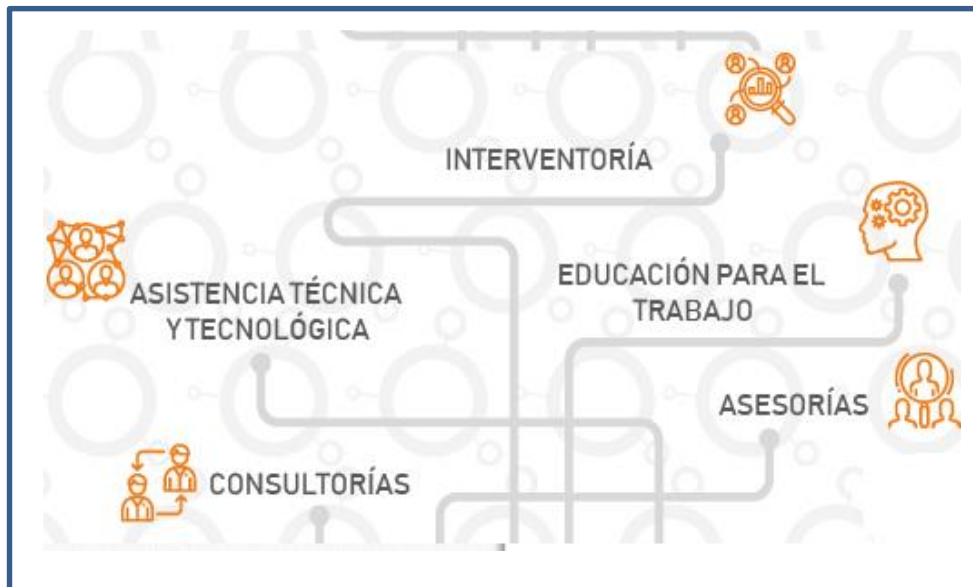 INTERVENTORÍA
EDUCACIÓN PARA EL
TRABAJO
ASISTENCIA TÉCNICA
Y TECNOLÓGICA
ASESORÍAS
CONSULTORÍAS